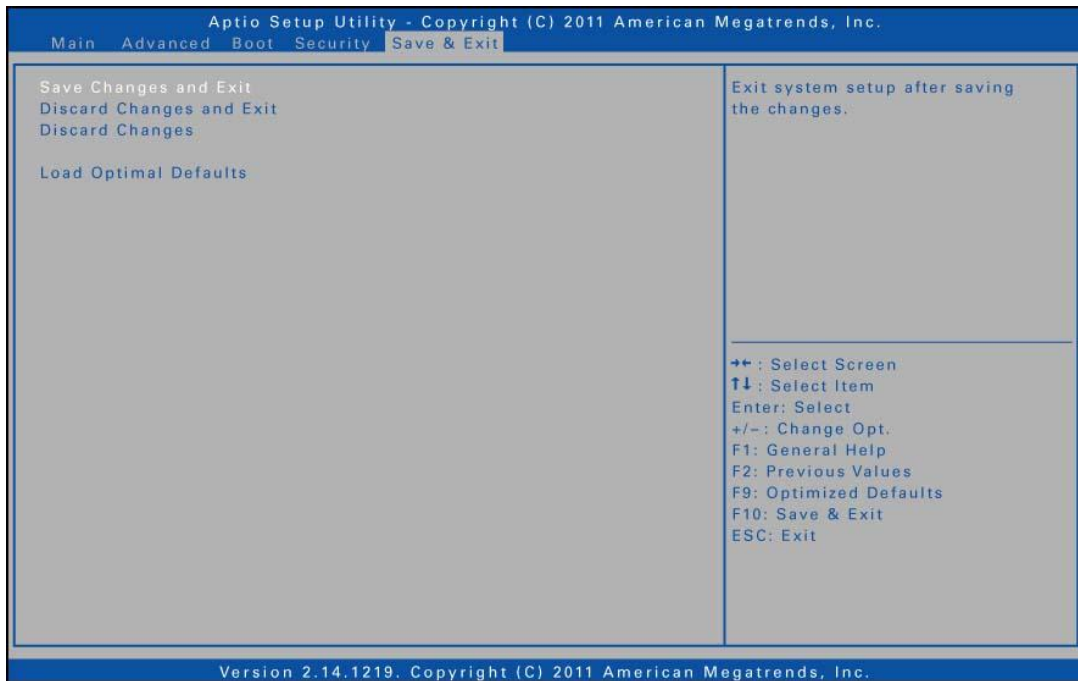 Aptio Setup Utility - Copyright (C) 2011 American Megatrends, Inc.
Main Advanced Boot Security Save & Exit
Save Changes and Exit
Discard Changes and Exit
Discard Changes
Load Optimal Defaults
Exit system setup after saving
the changes.
→← : Select Screen
↑↓ : Select Item
Enter: Select
+/- : Change Opt.
F1: General Help
F2: Previous Values
F9: Optimized Defaults
F10: Save & Exit
ESC: Exit
Version 2.14.1219. Copyright (C) 2011 American Megatrends, Inc.